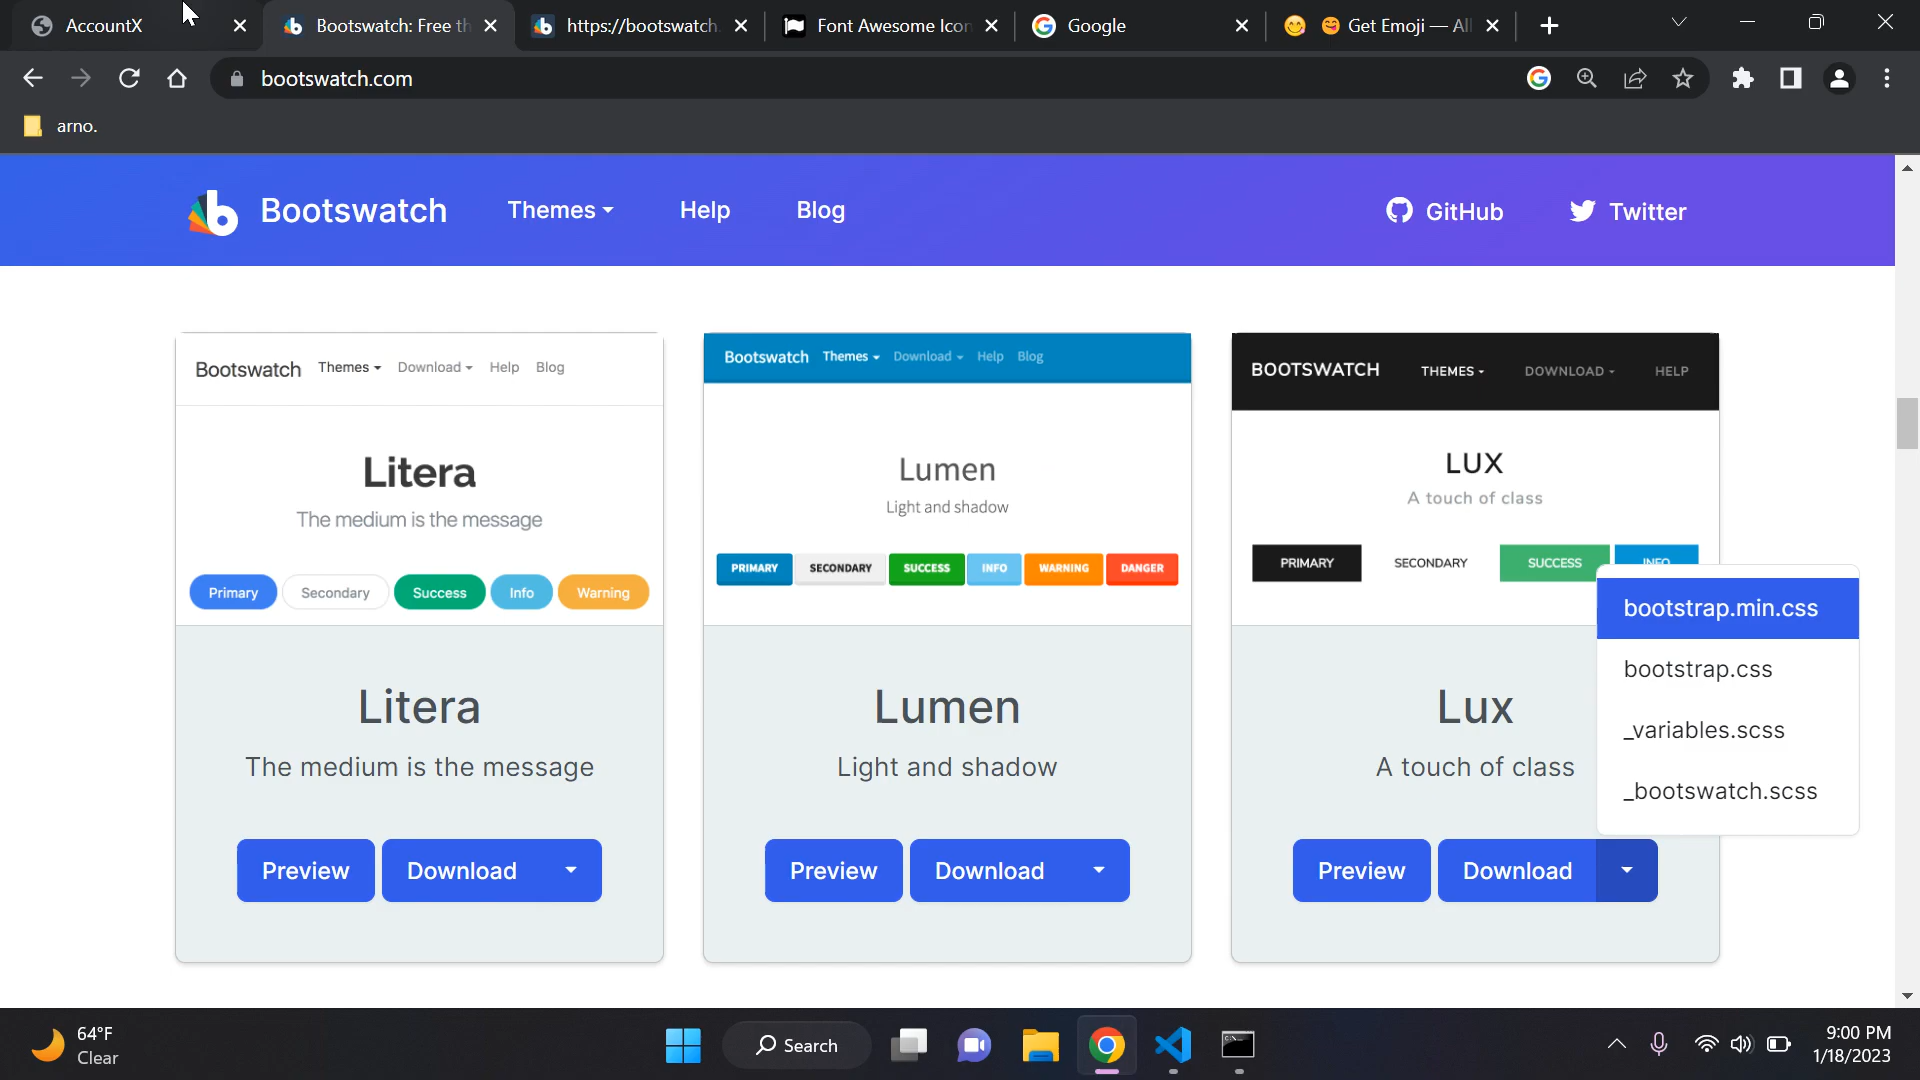 AccountX
Bootswatch: Free th
https://bootswatch.
Font Awesome Icon
Google
Get Emoji — All
bootswatch.com
arno.
Bootswatch Themes Help Blog GitHub Twitter
Bootswatch Themes Download Help Blog
Litera
The medium is the message
Primary Secondary Success Info Warning
Litera
The medium is the message
Preview Download
Bootswatch Themes Download Help Blog
Lumen
Light and shadow
PRIMARY SECONDARY SUCCESS INFO WARNING DANGER
Lumen
Light and shadow
Preview Download
BOOTSWATCH THEMES DOWNLOAD HELP
LUX
A touch of class
PRIMARY SECONDARY SUCCESS INFO
Lux
A touch of class
Preview Download
bootstrap.min.css
bootstrap.css
_variables.scss
_bootswatch.scss
64°F
Clear
Search
9:00 PM
1/18/2023